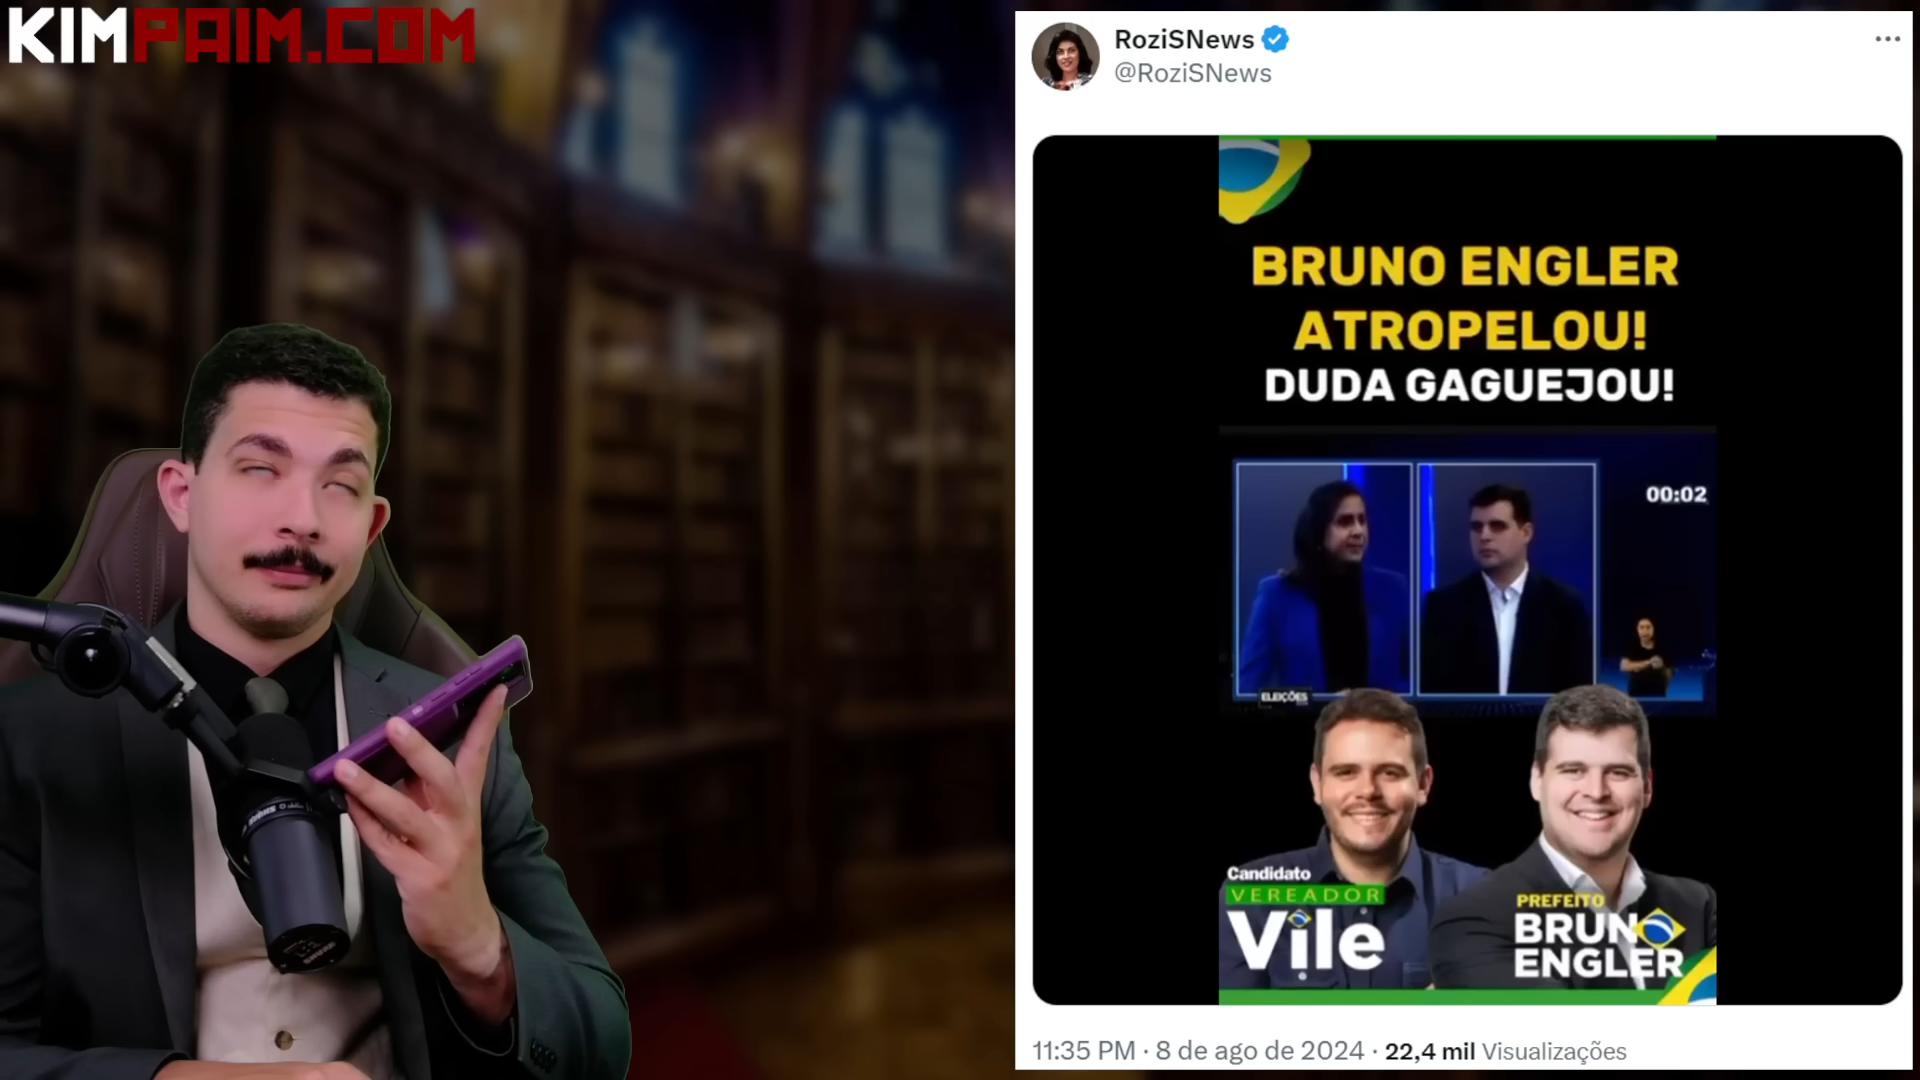 KIMPAIM.COM
RoziSNews
@RoziSNews
BRUNO ENGLER
ATROPELOU!
DUDA GAGUEJOU!
00:02
ELEIÇÕES
Candidato
VEREADOR
Vile
PREFEITO
BRUNO
ENGLER
11:35 PM · 8 de ago de 2024 · 22,4 mil Visualizações